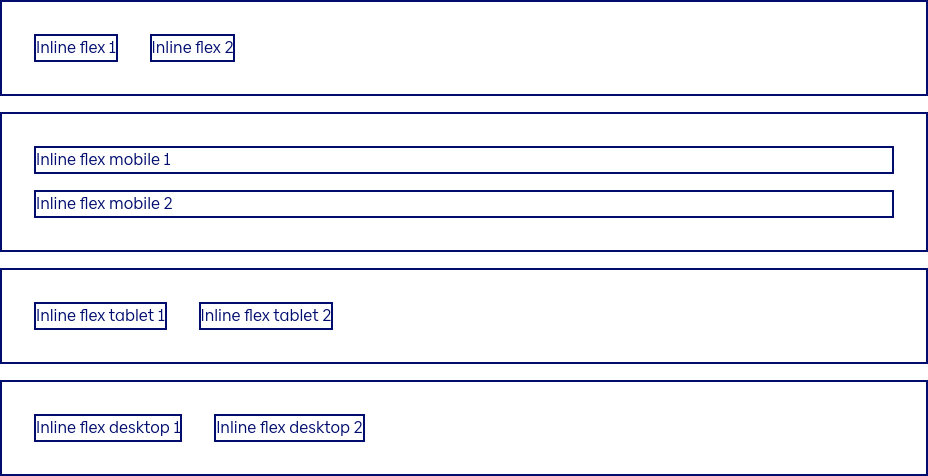 Inline flex 1 Inline flex 2
Inline flex mobile 1
Inline flex mobile 2
Inline flex tablet 1 Inline flex tablet 2
Inline flex desktop 1 Inline flex desktop 2